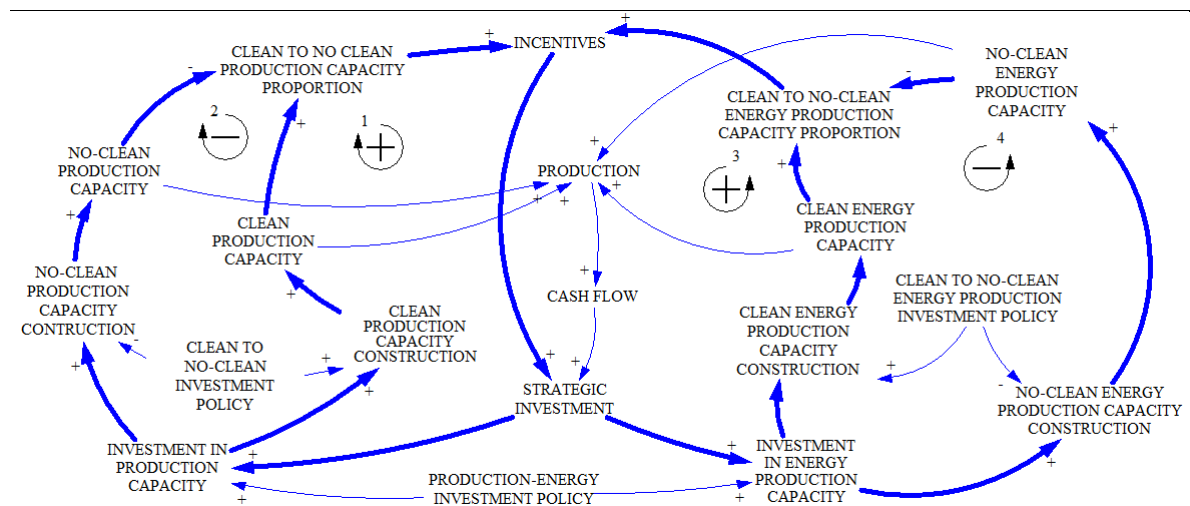 CLEAN TO NO CLEAN
PRODUCTION CAPACITY
PROPORTION
+
INCENTIVES
+
NO-CLEAN
ENERGY
PRODUCTION
CAPACITY
-
2
-
+
1
+
CLEAN TO NO-CLEAN
ENERGY PRODUCTION
CAPACITY PROPORTION
-
+
4
-
NO-CLEAN
PRODUCTION
CAPACITY
+
PRODUCTION
+
+
+
+
3
+
+
CLEAN
PRODUCTION
CAPACITY
CLEAN ENERGY
PRODUCTION
CAPACITY
+
NO-CLEAN
PRODUCTION
CAPACITY
CONTRUCTION
+
+
CASH FLOW
+
CLEAN TO NO-CLEAN
ENERGY PRODUCTION
INVESTMENT POLICY
CLEAN
PRODUCTION
CAPACITY
CONSTRUCTION
CLEAN ENERGY
PRODUCTION
CAPACITY
CONSTRUCTION
-
CLEAN TO
NO-CLEAN
INVESTMENT
POLICY
+
+
+
+
+
STRATEGIC
INVESTMENT
+
+
-
NO-CLEAN ENERGY
PRODUCTION CAPACITY
CONSTRUCTION
+
INVESTMENT IN
PRODUCTION
CAPACITY
+
+
+
INVESTMENT
IN ENERGY
PRODUCTION
CAPACITY
PRODUCTION-ENERGY
INVESTMENT POLICY
+
+